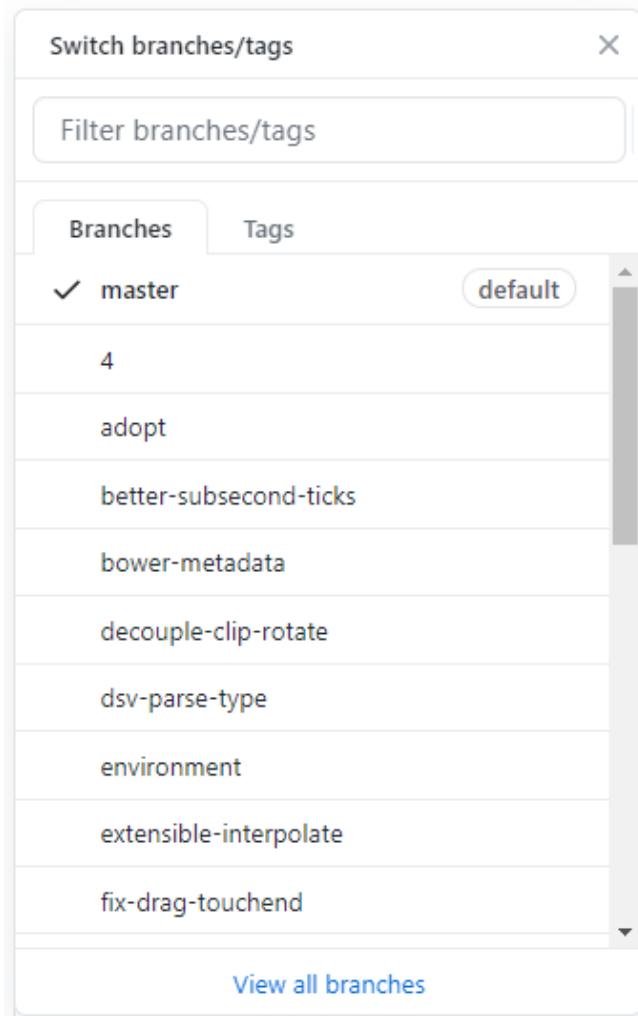 Switch branches/tags
Filter branches/tags
Branches Tags
master default
4
adopt
better-subsecond-ticks
bower-metadata
decouple-clip-rotate
dsv-parse-type
environment
extensible-interpolate
fix-drag-touchend
View all branches